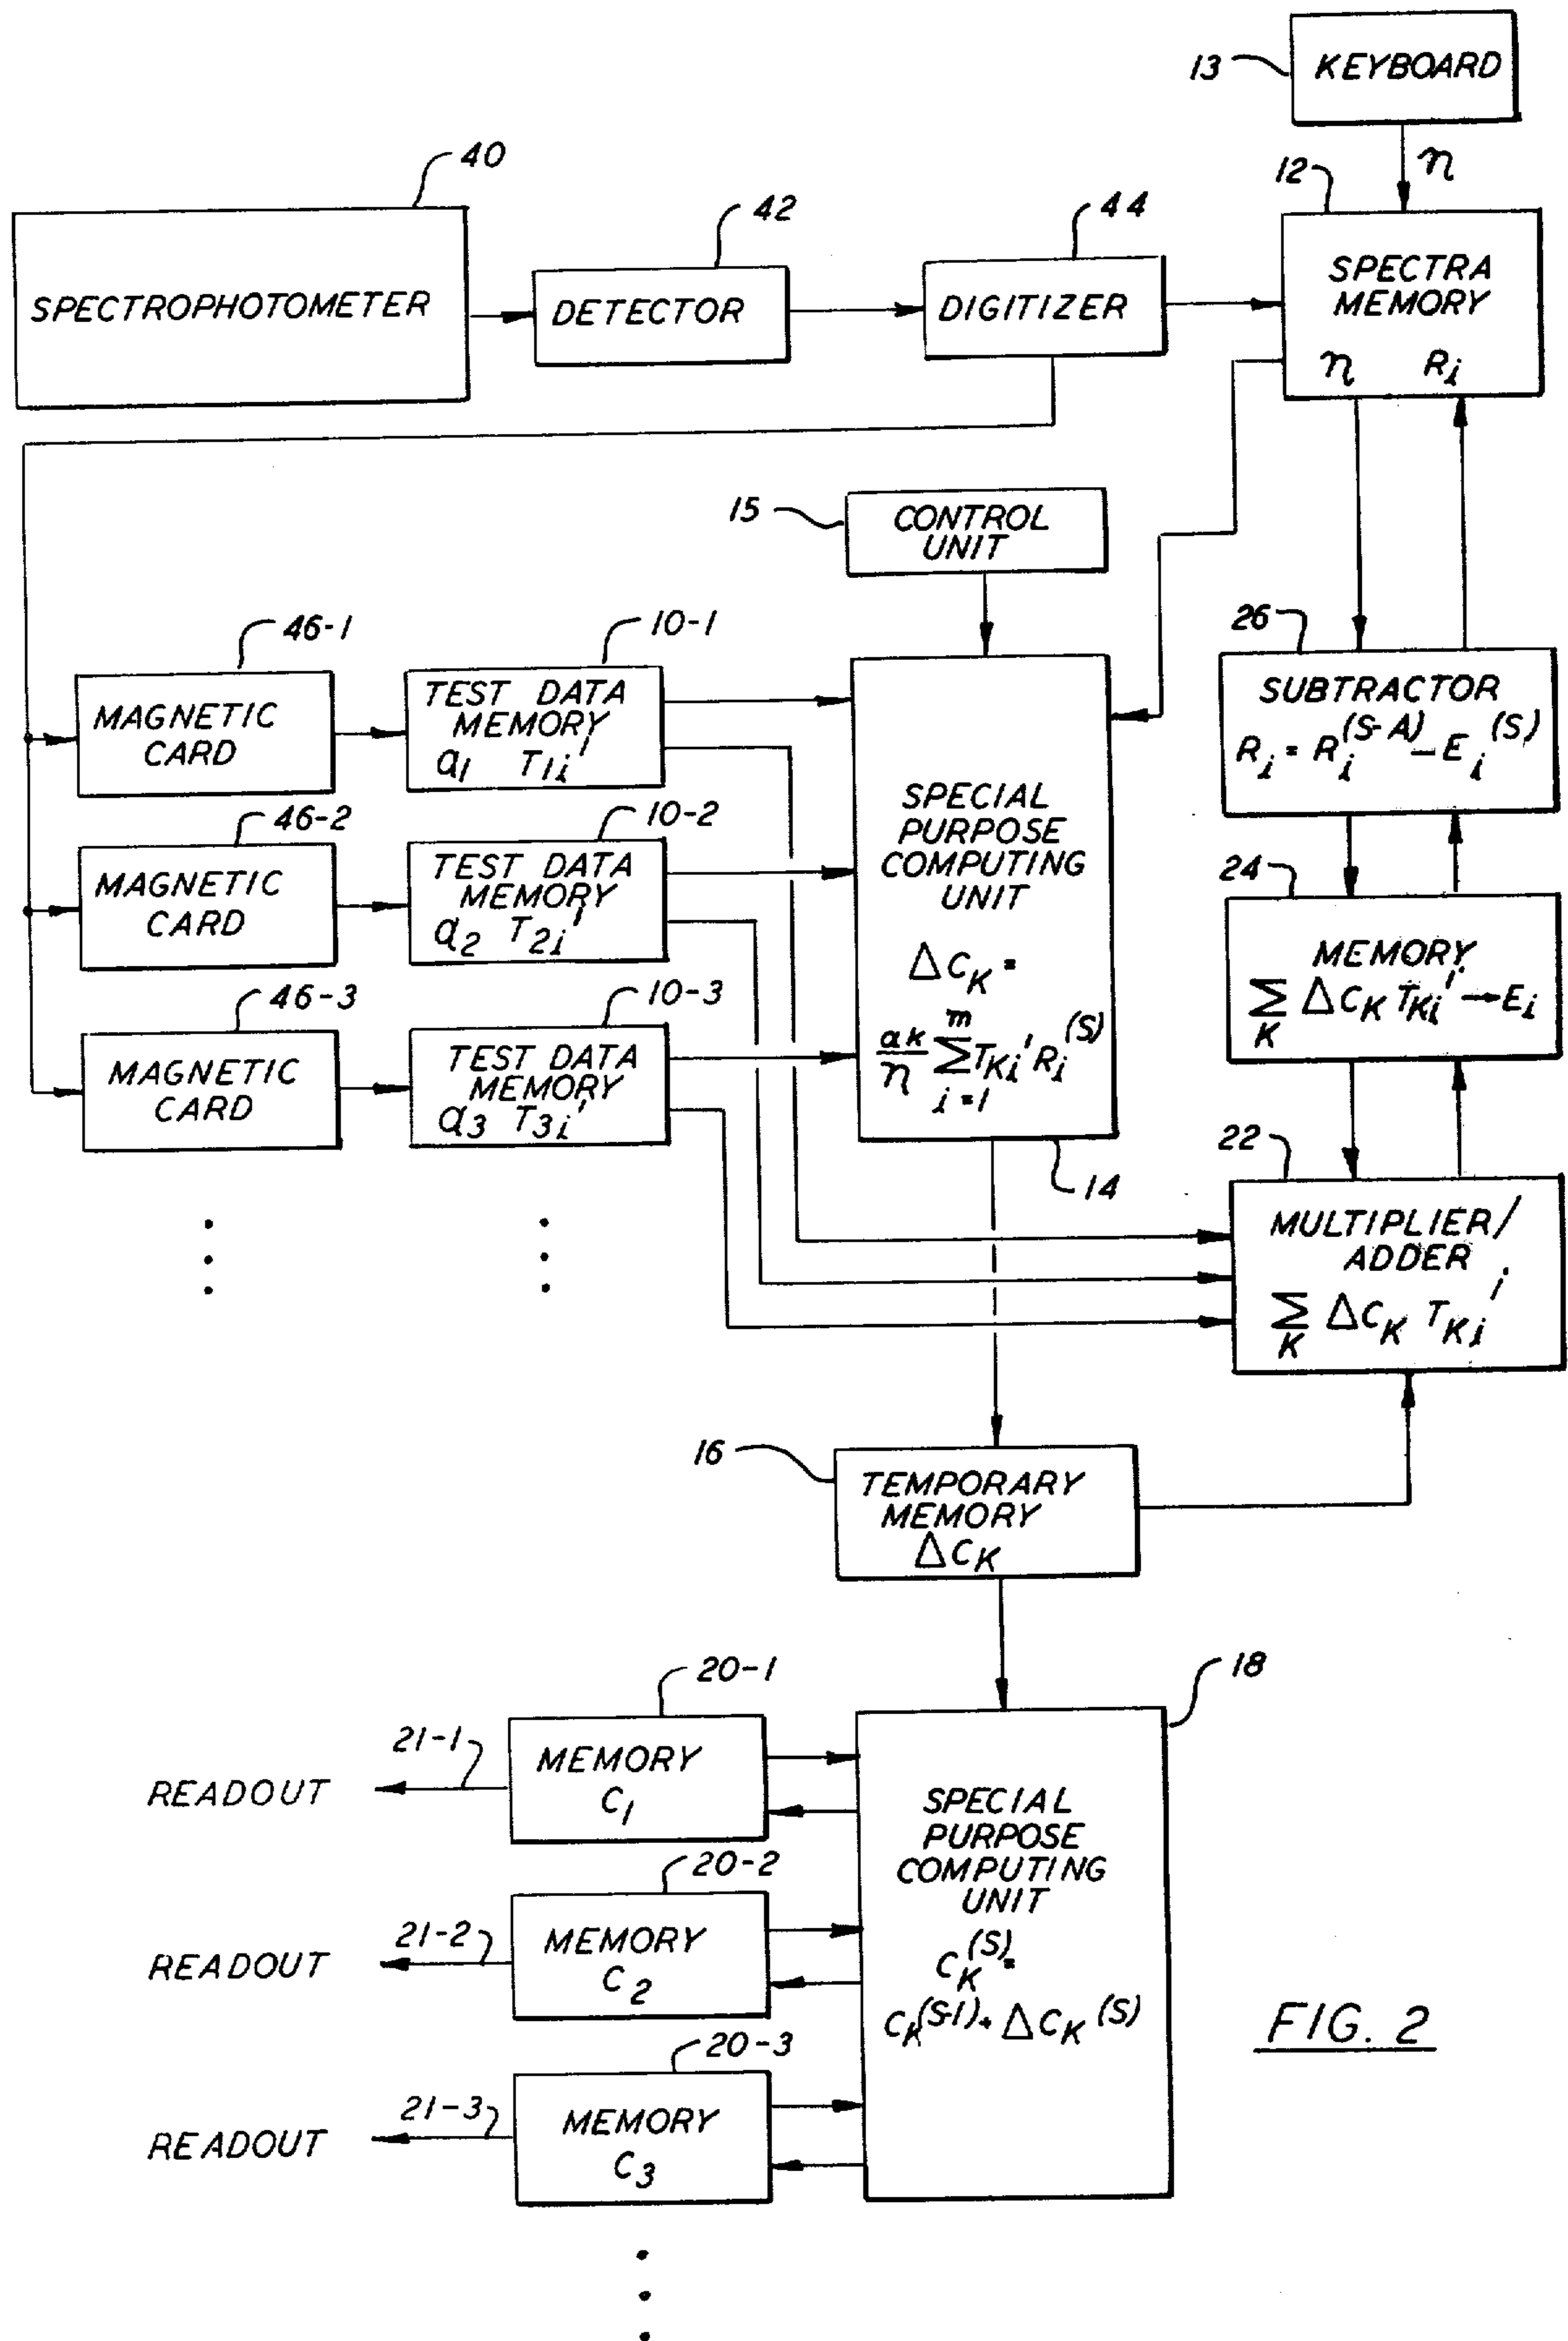 13
KEYBOARD
η
40
42
44
12
SPECTROPHOTOMETER
DETECTOR
DIGITIZER
SPECTRA
MEMORY
η Ri
15
CONTROL
UNIT
46-1
MAGNETIC
CARD
10-1
TEST DATA
MEMORY
a1 T1i'
46-2
MAGNETIC
CARD
10-2
TEST DATA
MEMORY
a2 T2i'
46-3
MAGNETIC
CARD
10-3
TEST DATA
MEMORY
a3 T3i'
SPECIAL
PURPOSE
COMPUTING
UNIT
ΔCK =
αk/η Σ i=1 m TKi' Ri(S)
14
26
SUBTRACTOR
Ri = Ri(S-A) - Ei(S)
24
MEMORY
Σ K ΔCK TKi' → Ei
22
MULTIPLIER/
ADDER
Σ K ΔCK TKi i
16
TEMPORARY
MEMORY
ΔCK
18
SPECIAL
PURPOSE
COMPUTING
UNIT
CK(S) =
CK(S-1) + ΔCK(S)
20-1
21-1
READOUT
MEMORY
C1
20-2
21-2
READOUT
MEMORY
C2
20-3
21-3
READOUT
MEMORY
C3
FIG. 2